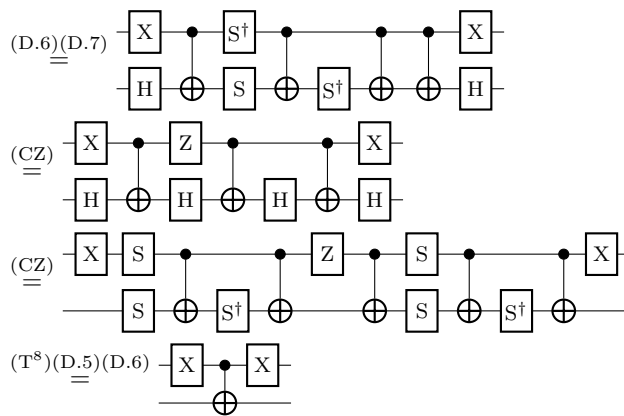 X S† X
(D.6)(D.7)
=
H S S† H
X Z X
(CZ)
=
H H H H
X S Z S X
(CZ)
=
S S† S S†
(T⁸)(D.5)(D.6)
=
X X